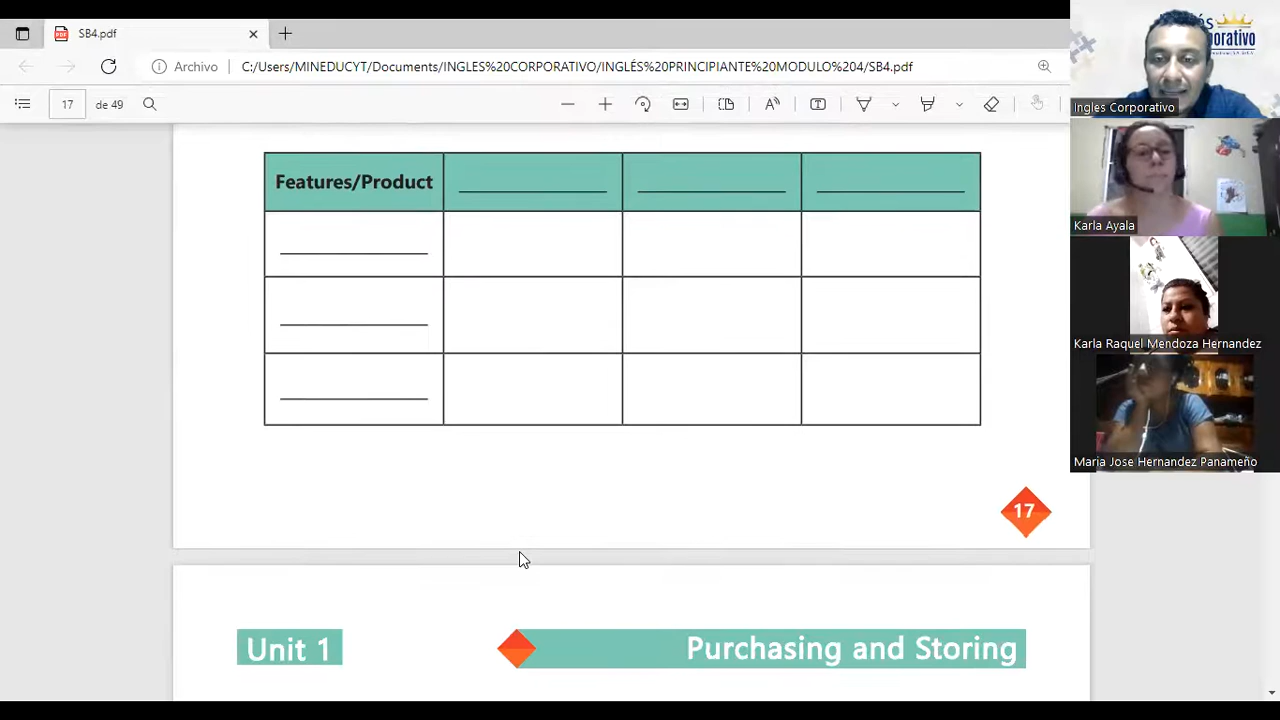 SB4.pdf
Archivo
C:/Users/MINEDUCYT/Documents/INGLES%20CORPORATIVO/INGLÉS%20PRINCIPIANTE%20MODULO%204/SB4.pdf
17
de 49
Features/Product
17
Unit 1
Purchasing and Storing
Ingles Corporativo
Karla Ayala
Karla Raquel Mendoza Hernandez
Maria Jose Hernandez Panameño